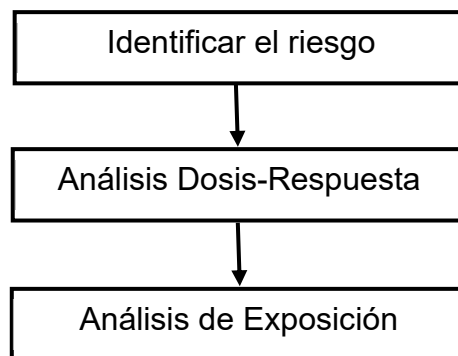 Identificar el riesgo
Análisis Dosis-Respuesta
Análisis de Exposición